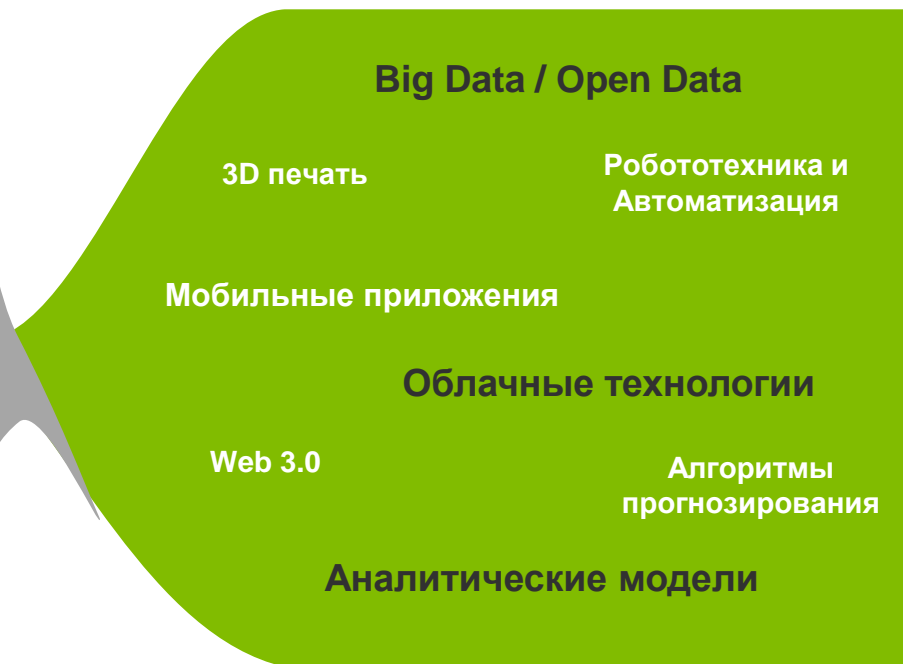 Big Data / Open Data
3D печать
Робототехника и
Автоматизация
Мобильные приложения
Облачные технологии
Web 3.0
Алгоритмы
прогнозирования
Аналитические модели